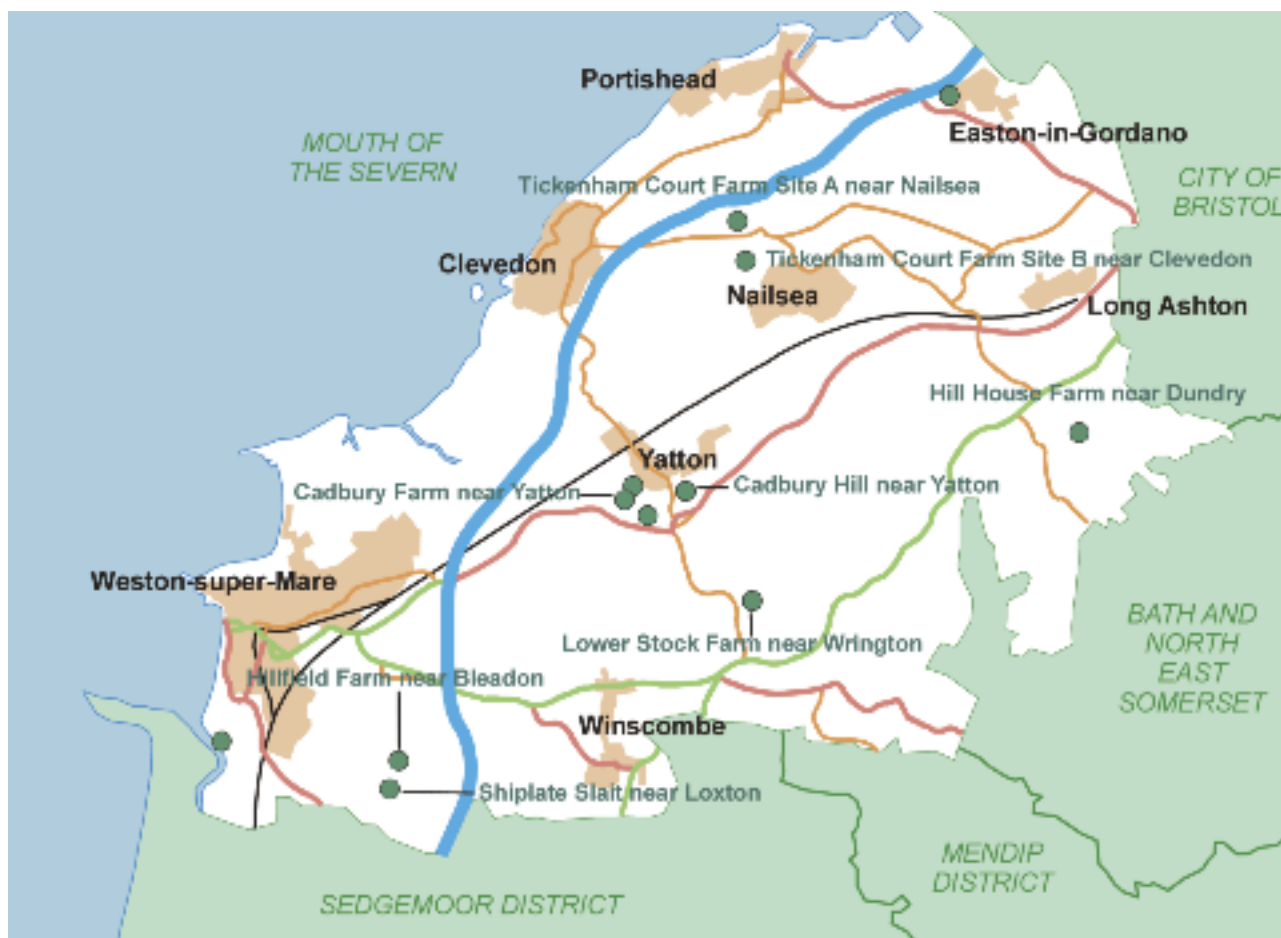 Portishead
MOUTH OF
THE SEVERN
Easton-in-Gordano
CITY OF
BRISTOL
Tickenham Court Farm Site A near Nailsea
Clevedon
Tickenham Court Farm Site B near Clevedon
Nailsea
Long Ashton
Hill House Farm near Dundry
Yatton
Cadbury Farm near Yatton
Cadbury Hill near Yatton
Weston-super-Mare
BATH AND
NORTH
EAST
SOMERSET
Lower Stock Farm near Wrington
Hillfield Farm near Bleadon
Winscombe
Shiplate Slait near Loxton
MENDIP
DISTRICT
SEDGEMOOR DISTRICT